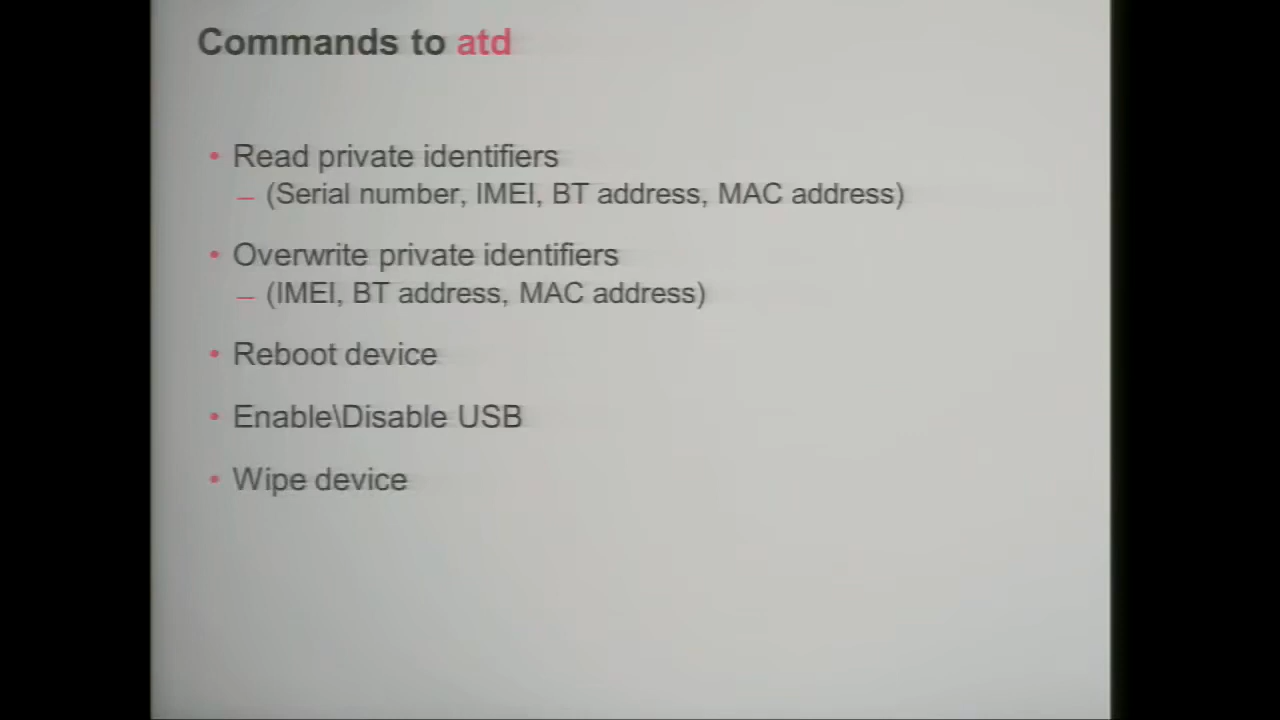 Commands to atd
• Read private identifiers
– (Serial number, IMEI, BT address, MAC address)
• Overwrite private identifiers
– (IMEI, BT address, MAC address)
• Reboot device
• Enable\Disable USB
• Wipe device